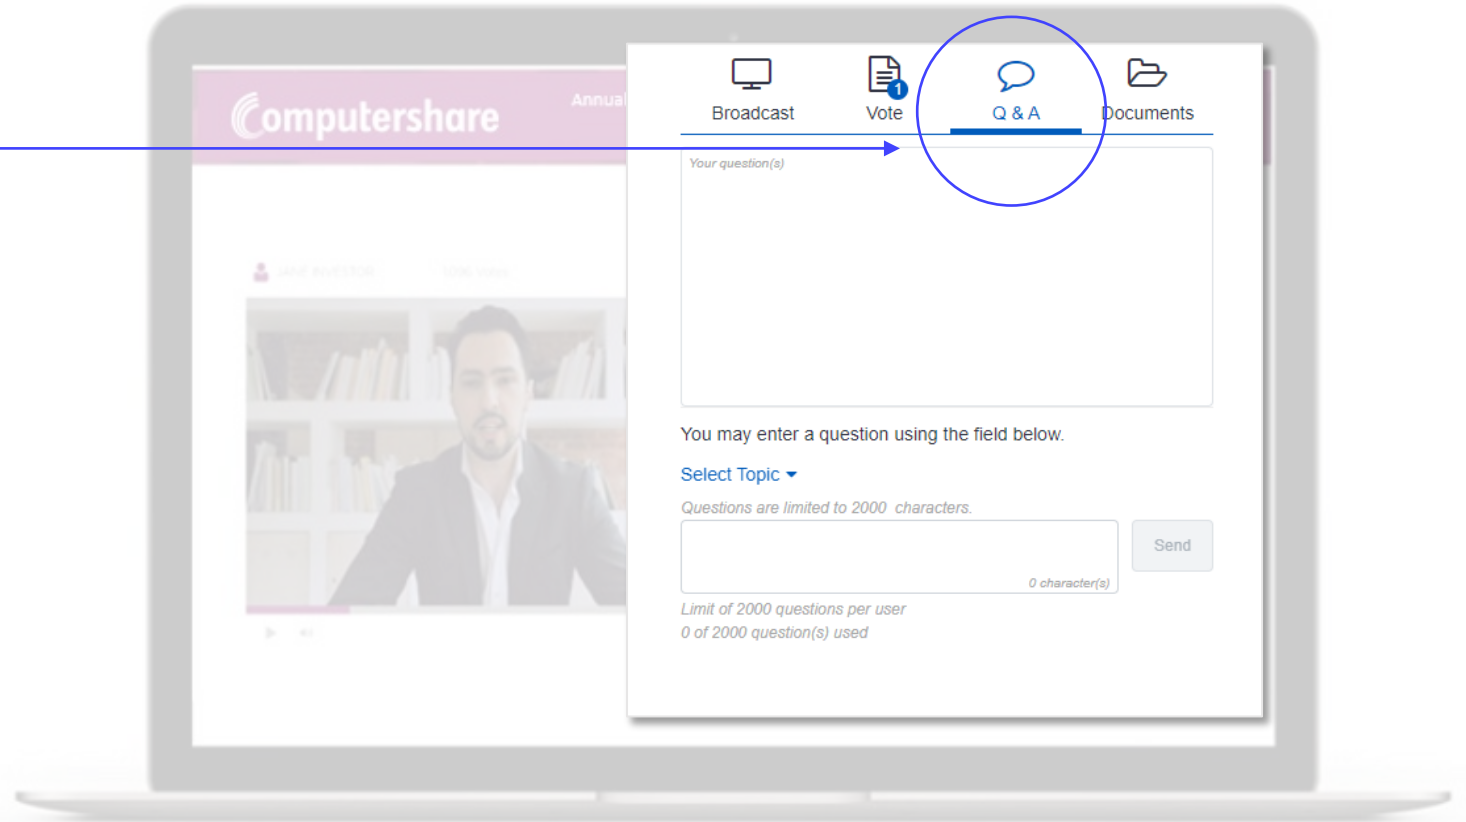 Computershare
Annual
Broadcast
1
Vote
Q & A
Documents
Your question(s)
JANE INVESTOR
You may enter a question using the field below.
Select Topic
Questions are limited to 2000 characters.
Send
0 character(s)
Limit of 2000 questions per user
0 of 2000 question(s) used